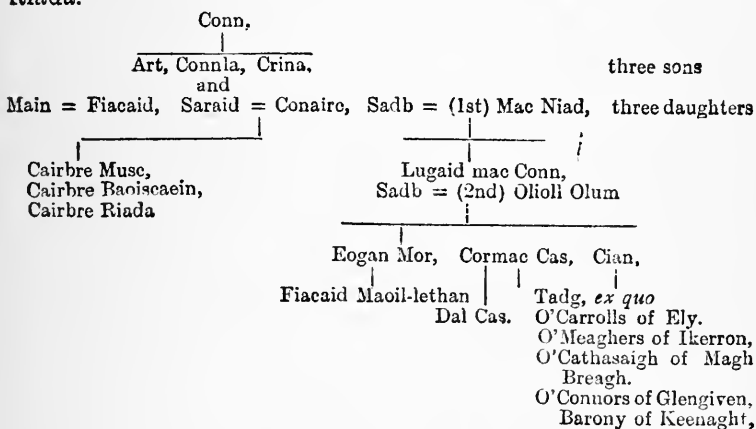 Conn,
Art, Connla, Crina, three sons
and
Main = Fiacaid, Saraid = Conaire, Sadb = (1st) Mac Niad, three daughters
Cairbre Musc,
Cairbre Baoiscaein,
Cairbre Riada
Lugaid mac Conn,
Sadb = (2nd) Olioli Olum
Eogan Mor, Cormac Cas, Cian,
Fiacaid Maoil-lethan
Dal Cas.
Tadg, ex quo
O'Carrolls of Ely.
O'Meaghers of Ikerron,
O'Cathasaigh of Magh
Breagh.
O'Connors of Glengiven,
Barony of Keenaght,